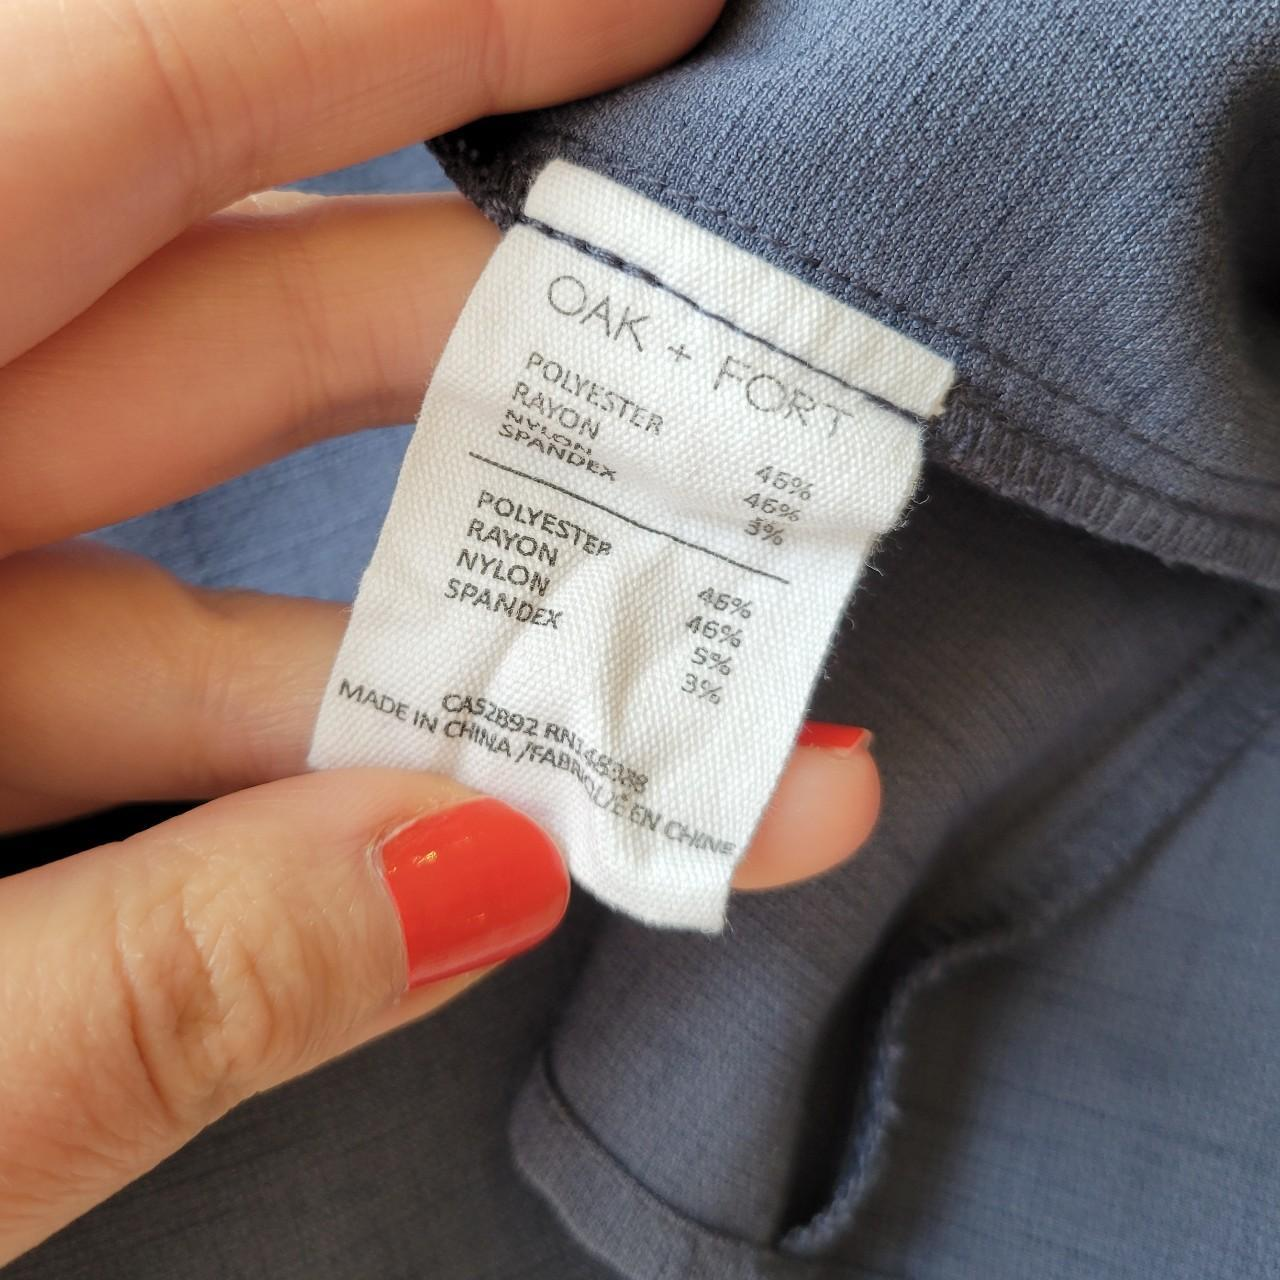 OAK + FORT
POLYESTER 46%
RAYON 46%
NYLON
SPANDEX 3%
POLYESTER 46%
RAYON 46%
NYLON 5%
SPANDEX 3%
CA52892
MADE IN CHINA /FABRIQUÉ EN CHINE